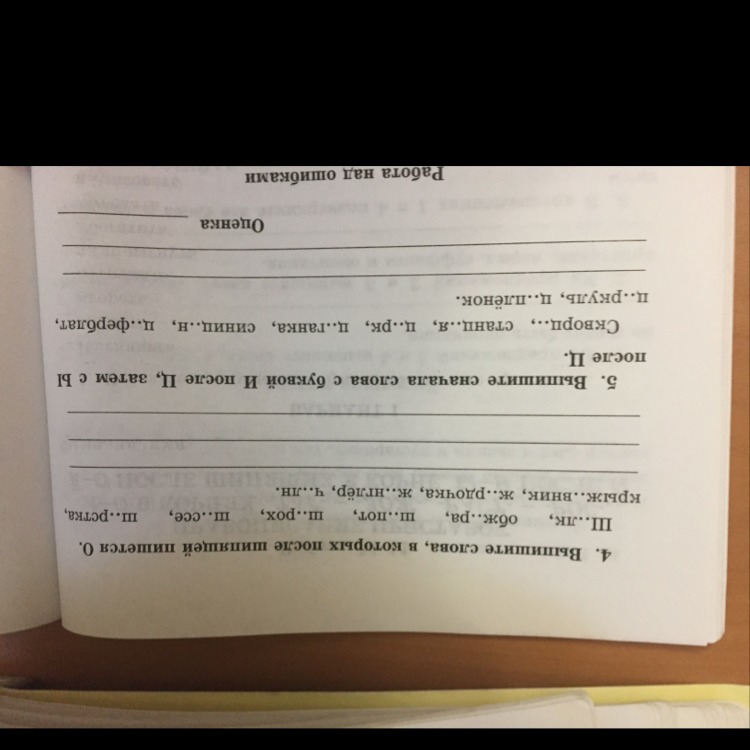 4. Выпишите слова, в которых после шипящей пишется О.
Ш..лк, обж..ра, ш..пот, ш..рох, ш..ссе, ш..рстка,
крыж..вник, ж..рдочка, ж..нглёр, ч..лн.
5. Выпишите сначала слова с буквой И после Ц, затем с Ы
после Ц.
Скворц.., станц..я, ц..рк, ц..ганка, синиц..н, ц..ферблат,
ц..ркуль, ц..плёнок.
Оценка
Работа над ошибками